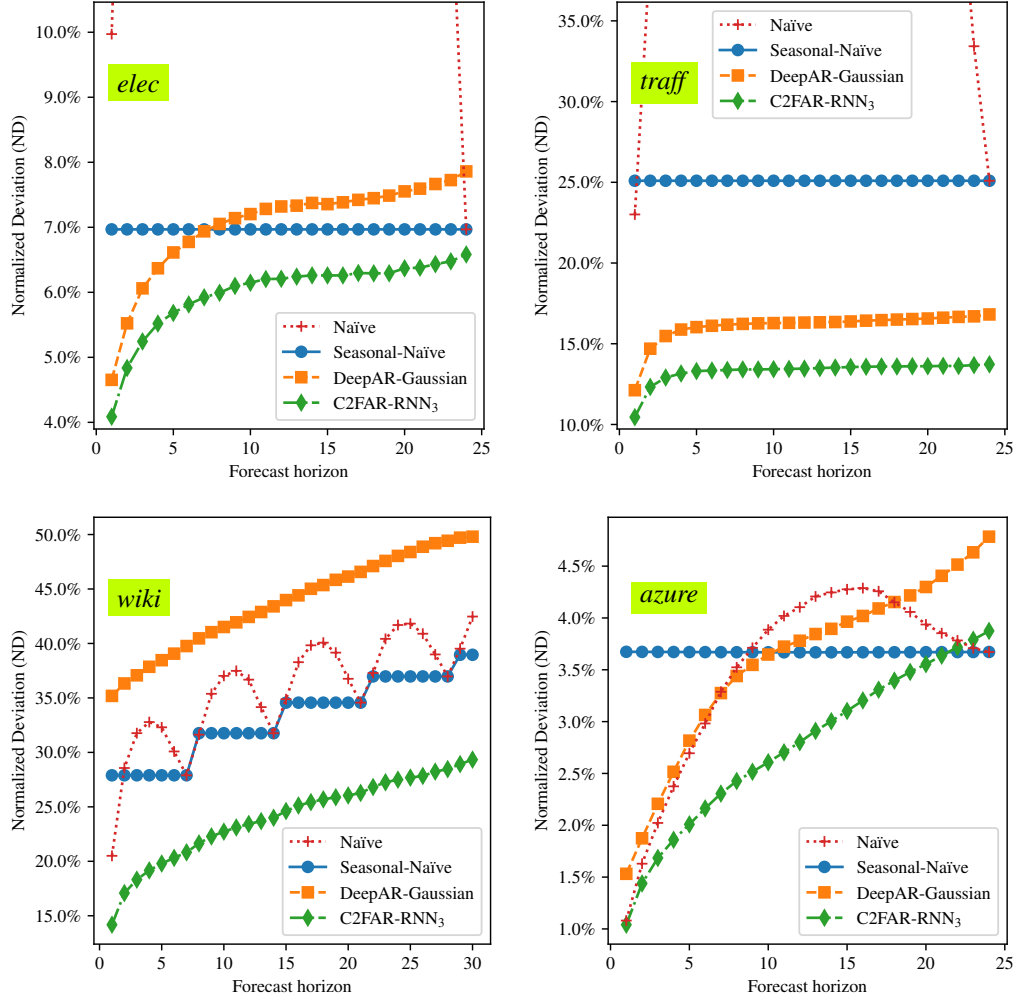 10.0%
9.0%
8.0%
7.0%
6.0%
5.0%
4.0%
Normalized Deviation (ND)
elec
Naïve
Seasonal-Naïve
DeepAR-Gaussian
C2FAR-RNN₃
0 5 10 15 20 25
Forecast horizon
35.0%
30.0%
25.0%
20.0%
15.0%
10.0%
Normalized Deviation (ND)
traff
Naïve
Seasonal-Naïve
DeepAR-Gaussian
C2FAR-RNN₃
0 5 10 15 20 25
Forecast horizon
50.0%
45.0%
40.0%
35.0%
30.0%
25.0%
20.0%
15.0%
Normalized Deviation (ND)
wiki
Naïve
Seasonal-Naïve
DeepAR-Gaussian
C2FAR-RNN₃
0 5 10 15 20 25 30
Forecast horizon
4.5%
4.0%
3.5%
3.0%
2.5%
2.0%
1.5%
1.0%
Normalized Deviation (ND)
azure
Naïve
Seasonal-Naïve
DeepAR-Gaussian
C2FAR-RNN₃
0 5 10 15 20 25
Forecast horizon